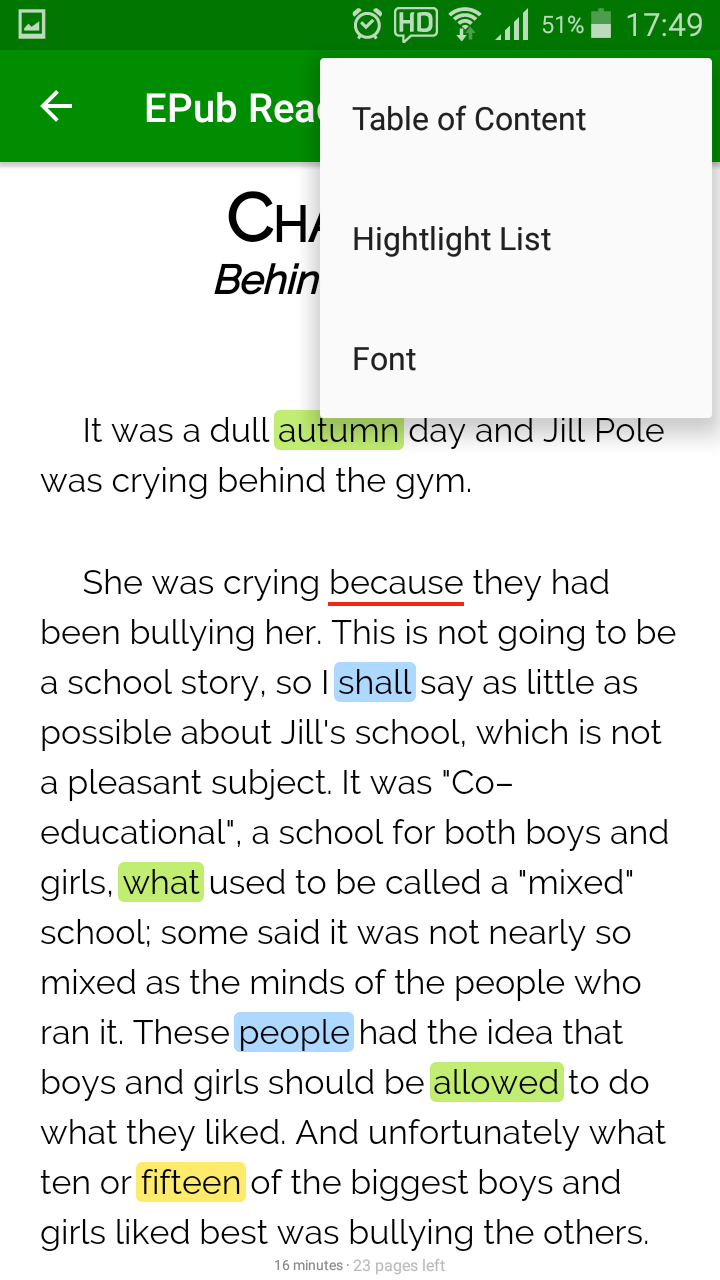 HD 51% 17:49
EPub Rea
Table of Content
Hightlight List
Font
CHA
Behin
It was a dull autumn day and Jill Pole
was crying behind the gym.
She was crying because they had
been bullying her. This is not going to be
a school story, so I shall say as little as
possible about Jill's school, which is not
a pleasant subject. It was "Co–
educational", a school for both boys and
girls, what used to be called a "mixed"
school; some said it was not nearly so
mixed as the minds of the people who
ran it. These people had the idea that
boys and girls should be allowed to do
what they liked. And unfortunately what
ten or fifteen of the biggest boys and
girls liked best was bullying the others.
16 minutes · 23 pages left